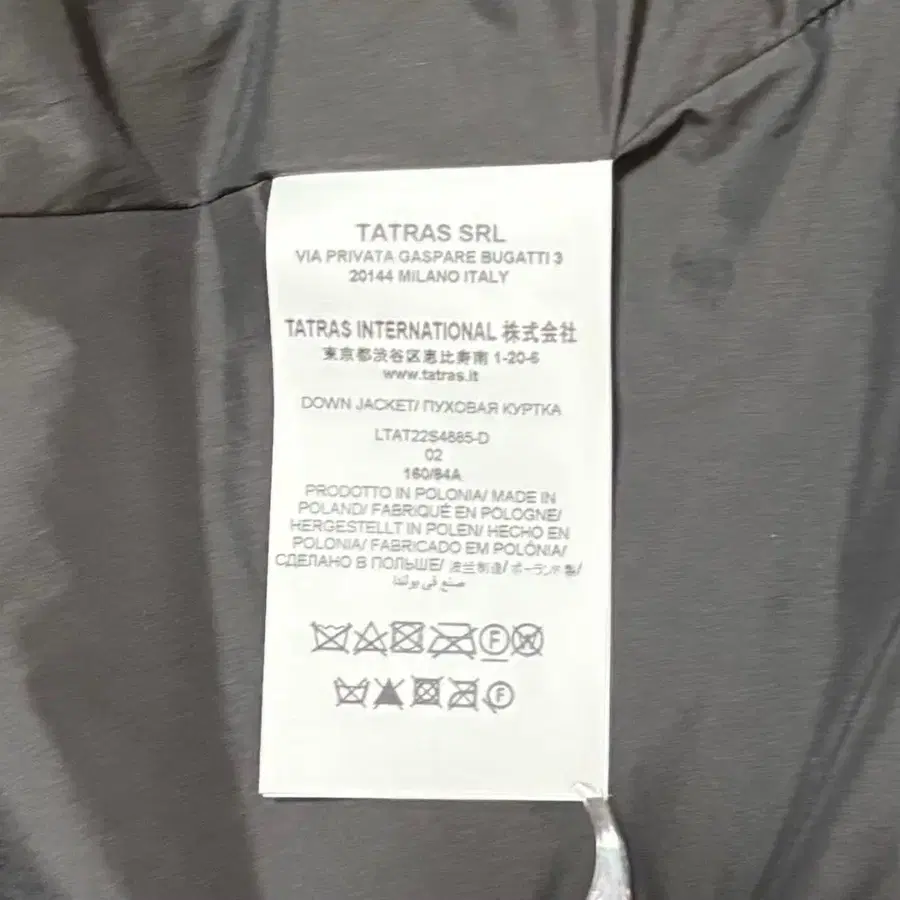 TATRAS SRL
VIA PRIVATA GASPARE BUGATTI 3
20144 MILANO ITALY
TATRAS INTERNATIONAL 株式会社
東京都渋谷区恵比寿南 1-20-6
www.tatras.it
DOWN JACKET/ ПУХОВАЯ КУРТКА
LTAT22S4885-D
02
160/84A
PRODOTTO IN POLONIA/ MADE IN
POLAND/ FABRIQUÉ EN POLOGNE/
HERGESTELLT IN POLEN/ HECHO EN
POLONIA/ FABRICADO EM POLÓNIA/
СДЕЛАНО В ПОЛЬШЕ/ 波兰制造/ ポーランド製/
صنع في بولندا
F W
F